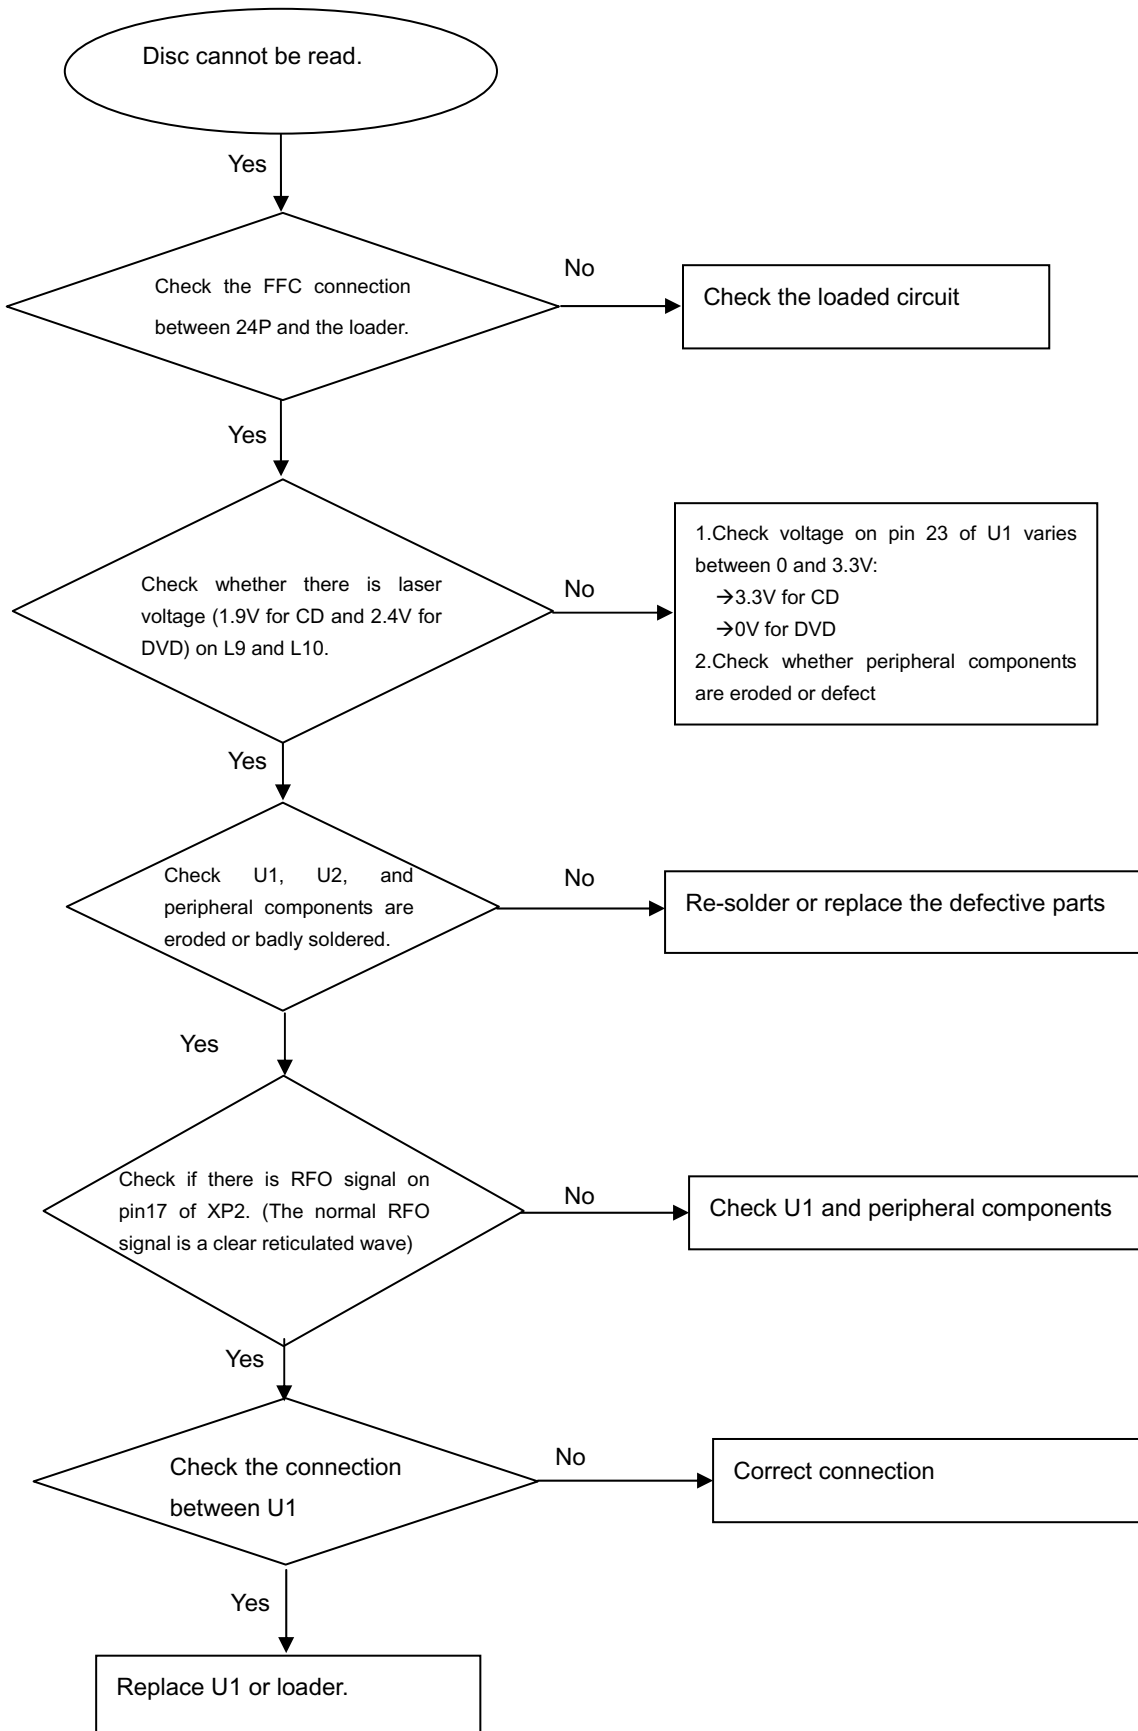 Disc cannot be read.
Yes
Check the FFC connection
between 24P and the loader.
No
Check the loaded circuit
Yes
Check whether there is laser
voltage (1.9V for CD and 2.4V for
DVD) on L9 and L10.
No
1.Check voltage on pin 23 of U1 varies
between 0 and 3.3V:
→3.3V for CD
→0V for DVD
2.Check whether peripheral components
are eroded or defect
Yes
Check U1, U2, and
peripheral components are
eroded or badly soldered.
No
Re-solder or replace the defective parts
Yes
Check if there is RFO signal on
pin17 of XP2. (The normal RFO
signal is a clear reticulated wave)
No
Check U1 and peripheral components
Yes
Check the connection
between U1
No
Correct connection
Yes
Replace U1 or loader.